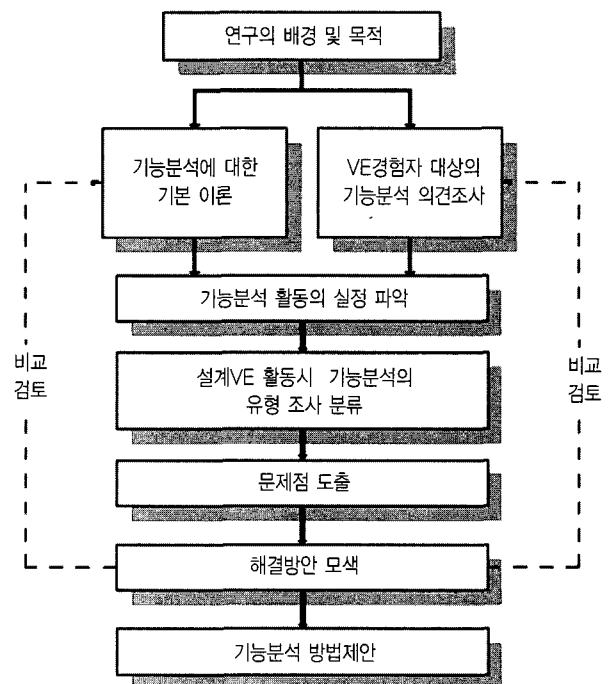 연구의 배경 및 목적
기능분석에 대한
기본 이론
VE경험자 대상의
기능분석 의견조사
기능분석 활동의 실정 파악
비교
검토
설계VE 활동시 기능분석의
유형 조사 분류
비교
검토
문제점 도출
해결방안 모색
기능분석 방법제안